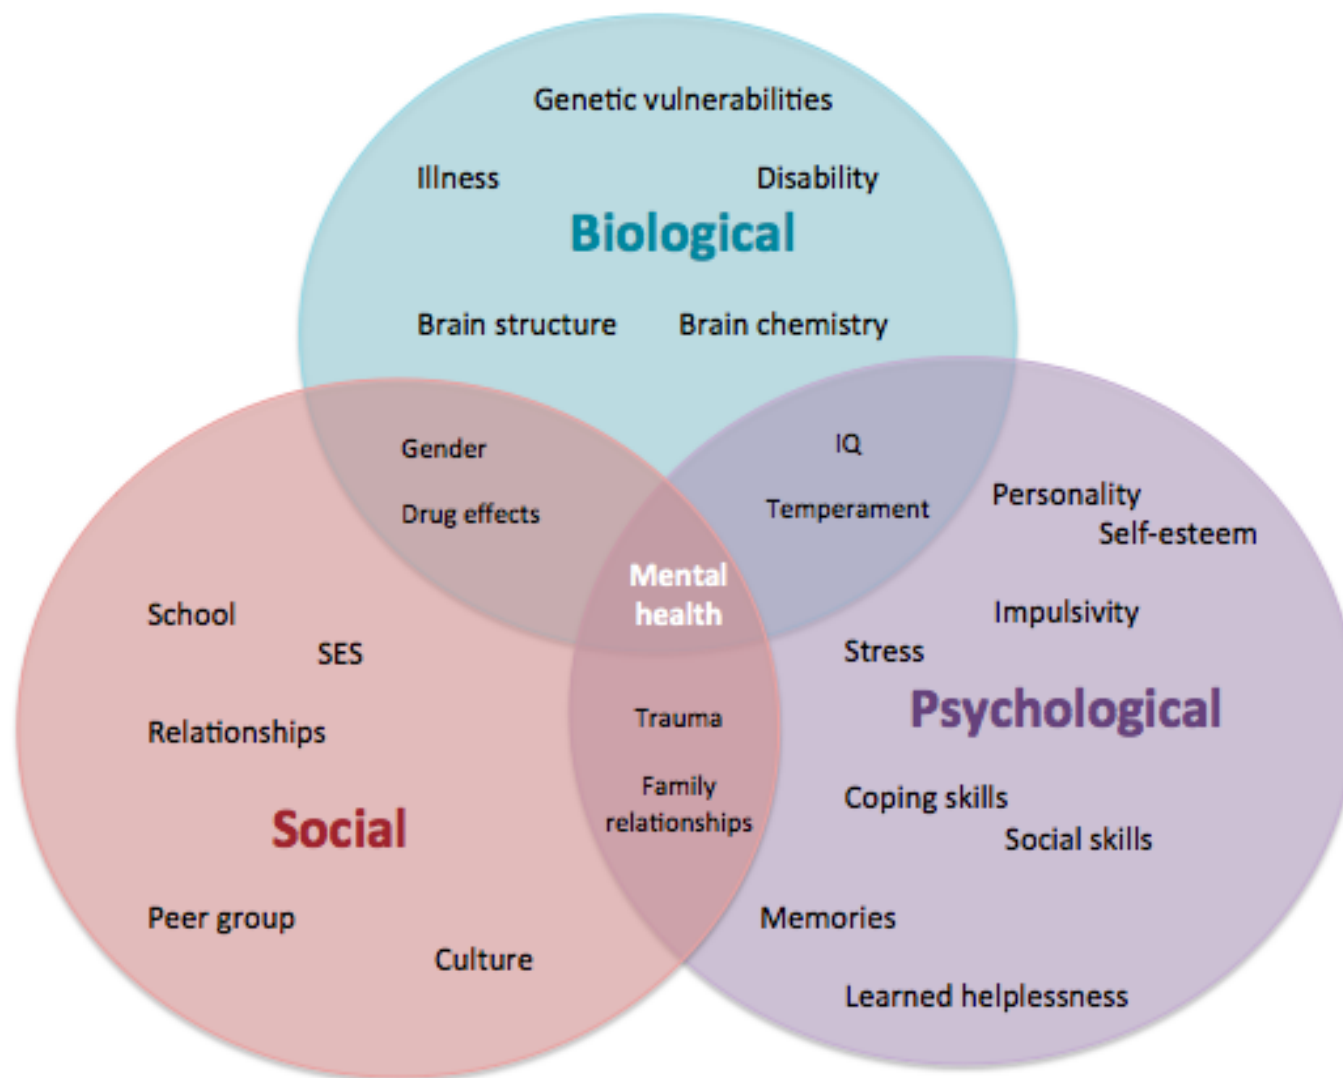 Genetic vulnerabilities
Illness
Disability
Biological
Brain structure
Brain chemistry
Gender
Drug effects
IQ
Temperament
Mental
health
Personality
Self-esteem
Impulsivity
Stress
Psychological
Coping skills
Social skills
Memories
Learned helplessness
Trauma
Family
relationships
School
SES
Relationships
Social
Peer group
Culture